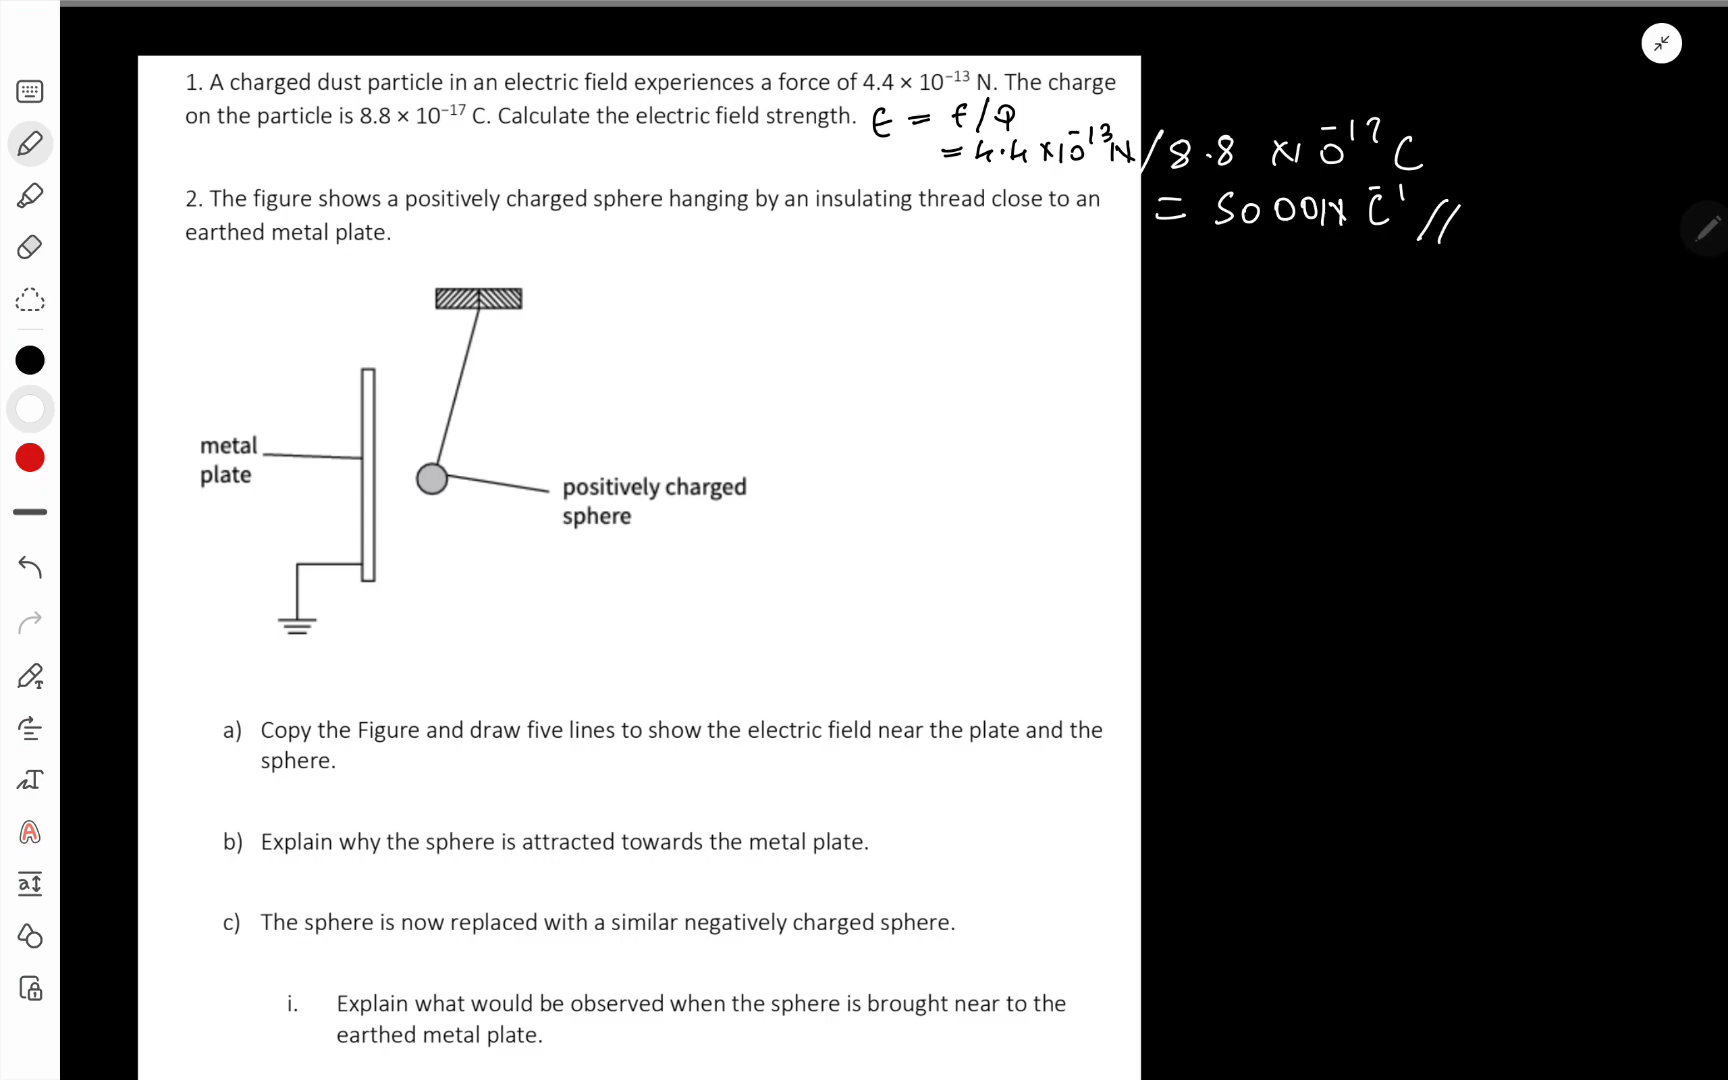 1. A charged dust particle in an electric field experiences a force of 4.4 × 10⁻¹³ N. The charge
on the particle is 8.8 × 10⁻¹⁷ C. Calculate the electric field strength.
E = F/Q
= 4.4 × 10⁻¹³ N / 8.8 × 10⁻¹⁷ C
= 5000 N C⁻¹ //
2. The figure shows a positively charged sphere hanging by an insulating thread close to an
earthed metal plate.
metal
plate
positively charged
sphere
a) Copy the Figure and draw five lines to show the electric field near the plate and the
sphere.
b) Explain why the sphere is attracted towards the metal plate.
c) The sphere is now replaced with a similar negatively charged sphere.
i. Explain what would be observed when the sphere is brought near to the
earthed metal plate.